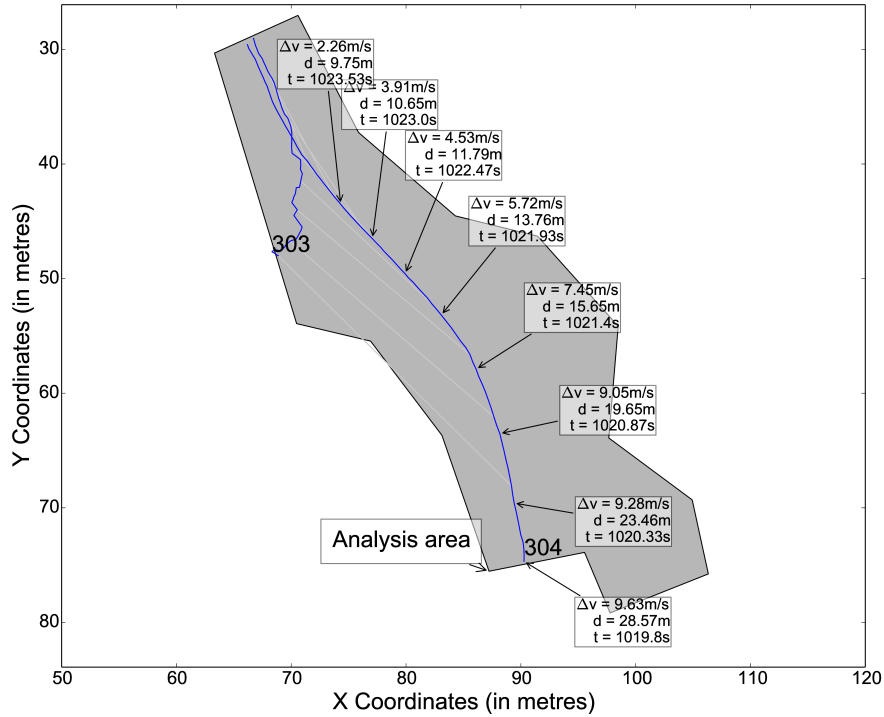 30
40
50
60
70
80
Y Coordinates (in metres)
Δv = 2.26m/s
d = 9.75m
t = 1023.53s
Δv = 3.91m/s
d = 10.65m
t = 1023.0s
Δv = 4.53m/s
d = 11.79m
t = 1022.47s
Δv = 5.72m/s
d = 13.76m
t = 1021.93s
303
Δv = 7.45m/s
d = 15.65m
t = 1021.4s
Δv = 9.05m/s
d = 19.65m
t = 1020.87s
Δv = 9.28m/s
d = 23.46m
t = 1020.33s
Analysis area
304
Δv = 9.63m/s
d = 28.57m
t = 1019.8s
50 60 70 80 90 100 110 120
X Coordinates (in metres)